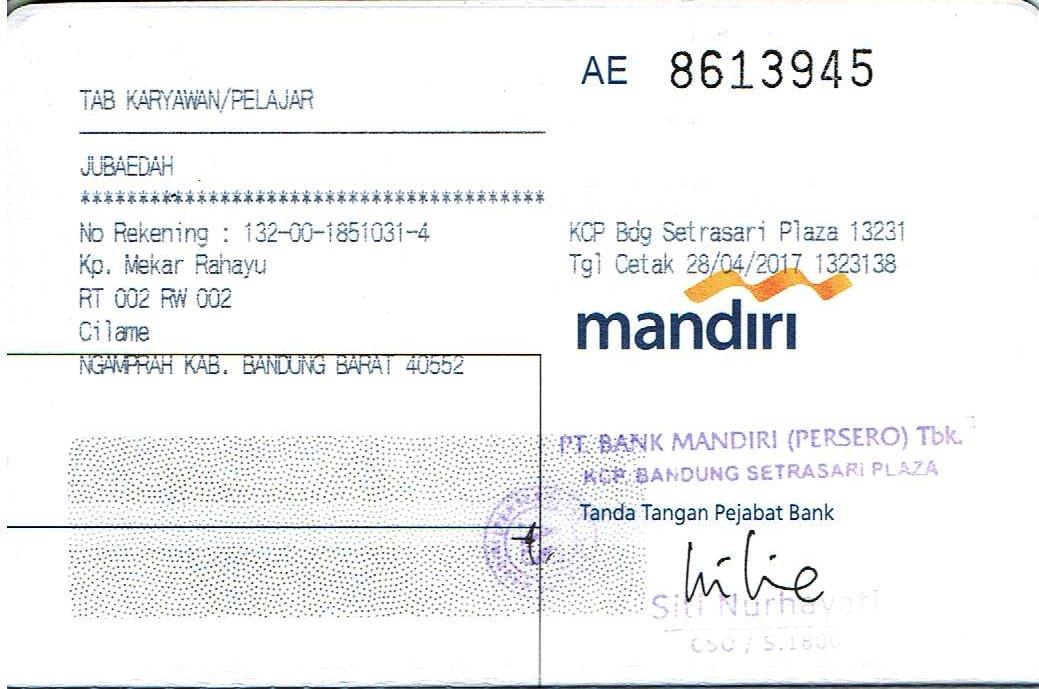 AE 8613945
TAB KARYAWAN/PELAJAR
JUBAEDAH
****************************************
No Rekening : 132-00-1851031-4
Kp. Mekar Rahayu
RT 002 RW 002
Cilame
NGAMPRAH KAB. BANDUNG BARAT 40552
KCP Bdg Setrasari Plaza 13231
Tgl Cetak 28/04/2017 1323138
mandiri
PT. BANK MANDIRI (PERSERO) Tbk.
KCP BANDUNG SETRASARI PLAZA
Tanda Tangan Pejabat Bank
Siti Nurhayati
CSO /